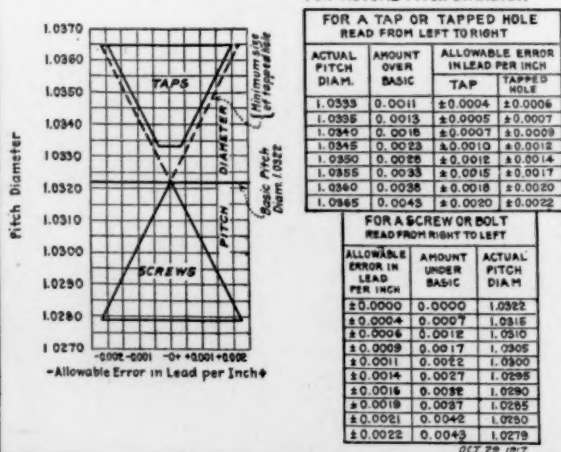 1.0370
1.0360
1.0350
1.0340
1.0330
1.0320
1.0310
1.0300
1.0290
1.0280
1.0270
Pitch Diameter
TAPS
SCREWS
PITCH DIAMETER
Minimum size
of tapped hole
Basic Pitch
Diam. 1.0322
-0.002 -0.001 -0+ +0.001 +0.002
-Allowable Error in Lead per Inch+
FOR A TAP OR TAPPED HOLE
READ FROM LEFT TO RIGHT
ACTUAL PITCH DIAM. AMOUNT OVER BASIC ALLOWABLE ERROR IN LEAD PER INCH
TAP TAPPED HOLE
1.0333 0.0011 ±0.0004 ±0.0006
1.0335 0.0013 ±0.0005 ±0.0007
1.0340 0.0018 ±0.0007 ±0.0009
1.0345 0.0023 ±0.0010 ±0.0012
1.0350 0.0028 ±0.0012 ±0.0014
1.0355 0.0033 ±0.0015 ±0.0017
1.0360 0.0038 ±0.0018 ±0.0020
1.0365 0.0043 ±0.0020 ±0.0022
FOR A SCREW OR BOLT
READ FROM RIGHT TO LEFT
ALLOWABLE ERROR IN LEAD PER INCH AMOUNT UNDER BASIC ACTUAL PITCH DIAM
±0.0000 0.0000 1.0322
±0.0004 0.0007 1.0315
±0.0006 0.0012 1.0310
±0.0009 0.0017 1.0305
±0.0011 0.0022 1.0300
±0.0014 0.0027 1.0295
±0.0016 0.0032 1.0290
±0.0019 0.0037 1.0285
±0.0021 0.0042 1.0280
±0.0022 0.0043 1.0279
OCT 29 1917